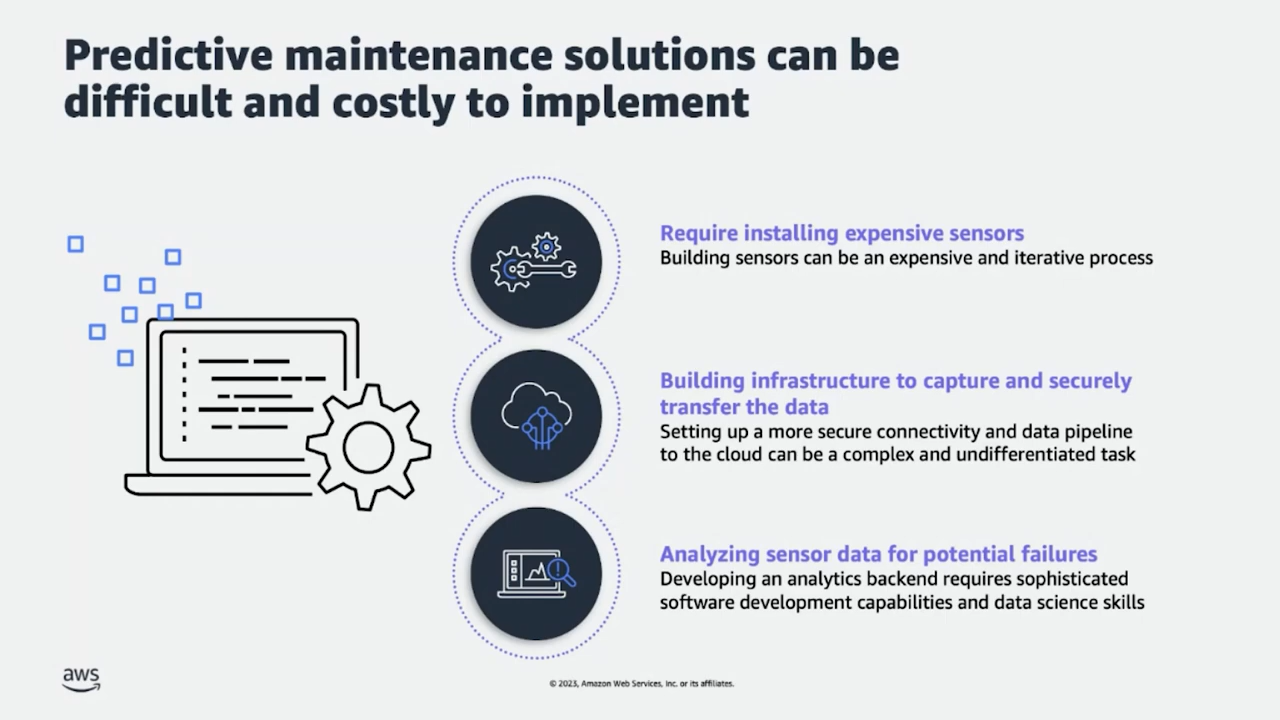 Predictive maintenance solutions can be
difficult and costly to implement
Require installing expensive sensors
Building sensors can be an expensive and iterative process
Building infrastructure to capture and securely
transfer the data
Setting up a more secure connectivity and data pipeline
to the cloud can be a complex and undifferentiated task
Analyzing sensor data for potential failures
Developing an analytics backend requires sophisticated
software development capabilities and data science skills
aws
© 2023, Amazon Web Services, Inc. or its affiliates.